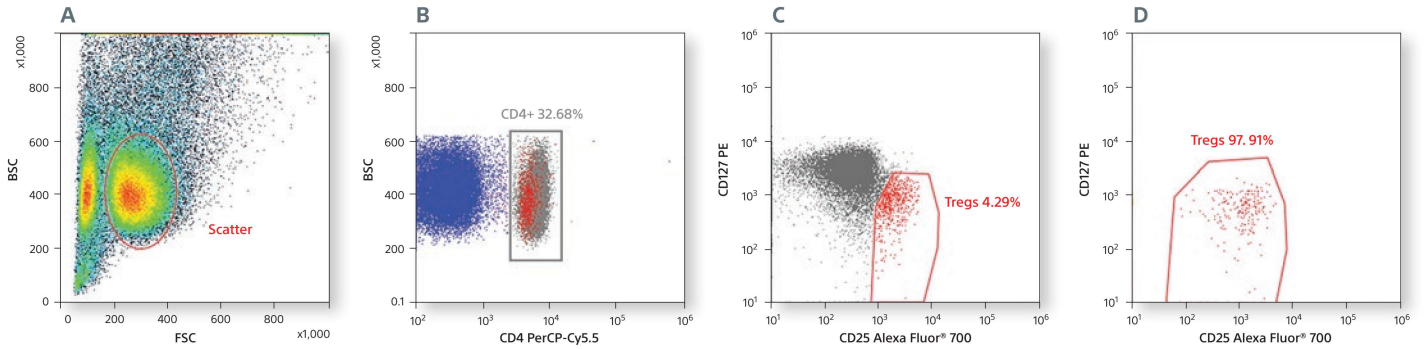 A
x1,000
800
600
400
200
0
BSC
Scatter
0 200 400 600 800
x1,000
FSC
B
x1,000
800
600
400
200
0.1
BSC
CD4+ 32.68%
10² 10³ 10⁴ 10⁵ 10⁶
CD4 PerCP-Cy5.5
C
10⁶
10⁵
10⁴
10³
10²
10¹
CD127 PE
Tregs 4.29%
10¹ 10² 10³ 10⁴ 10⁵ 10⁶
CD25 Alexa Fluor® 700
D
10⁶
10⁵
10⁴
10³
10²
10¹
CD127 PE
Tregs 97.91%
10¹ 10² 10³ 10⁴ 10⁵ 10⁶
CD25 Alexa Fluor® 700